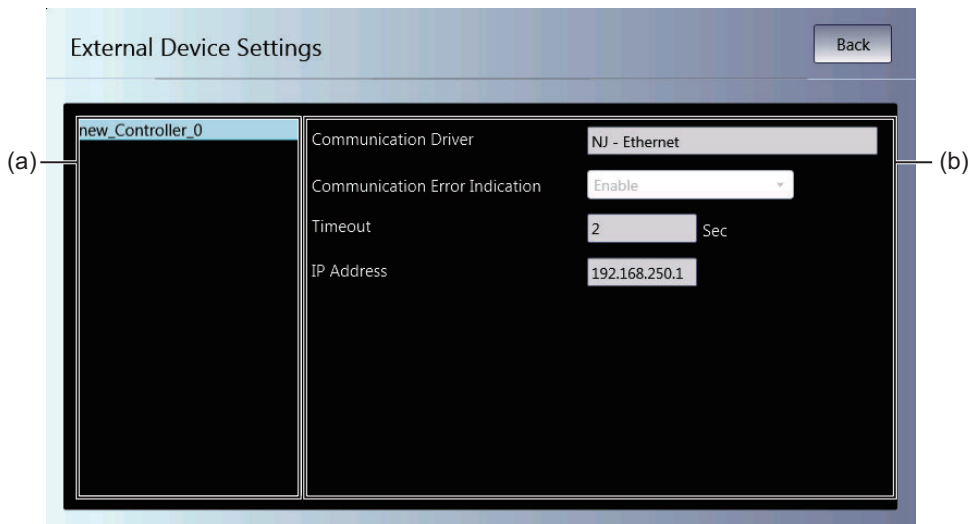 External Device Settings
Back
(a)
new_Controller_0
Communication Driver
NJ - Ethernet
(b)
Communication Error Indication
Enable
Timeout
2
Sec
IP Address
192.168.250.1